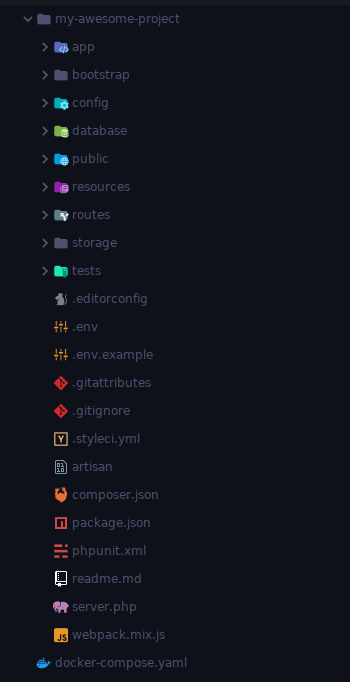 my-awesome-project
app
bootstrap
config
database
public
resources
routes
storage
tests
.editorconfig
.env
.env.example
.gitattributes
.gitignore
.styleci.yml
artisan
composer.json
package.json
phpunit.xml
readme.md
server.php
webpack.mix.js
docker-compose.yaml